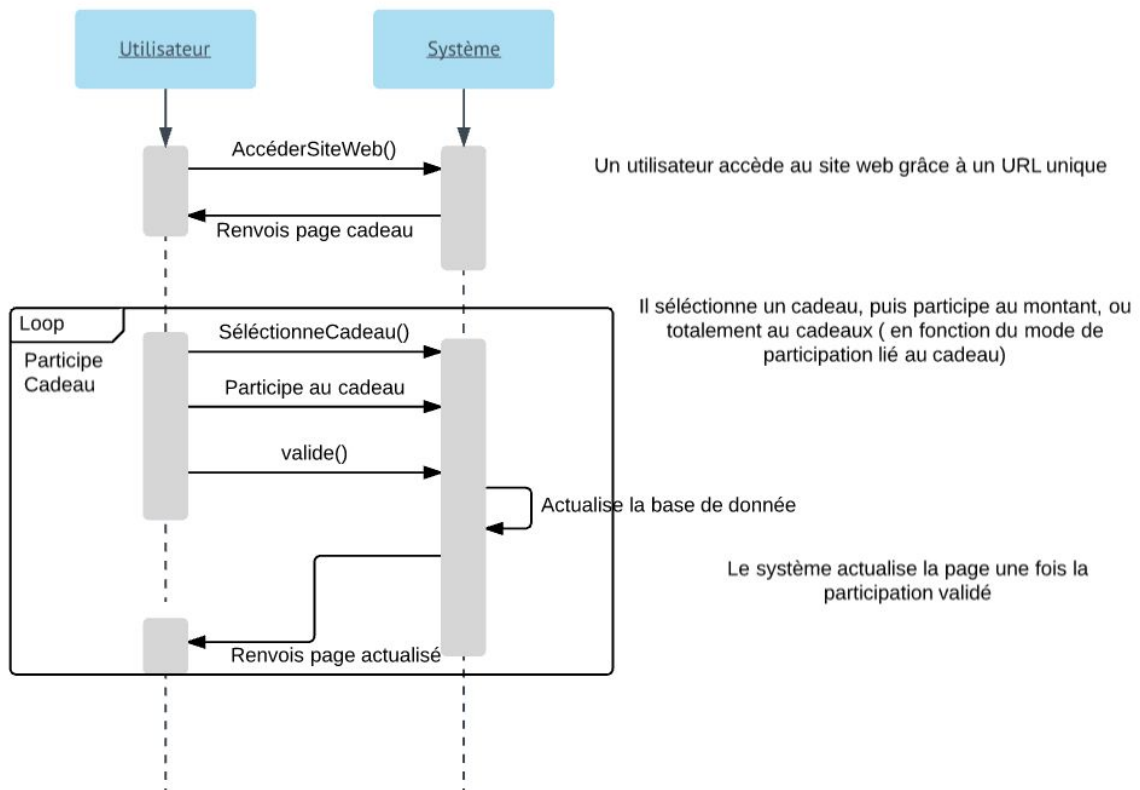 Utilisateur
Système
AccéderSiteWeb()
Un utilisateur accède au site web grâce à un URL unique
Renvois page cadeau
Il séléctionne un cadeau, puis participe au montant, ou
totalement au cadeaux ( en fonction du mode de
participation lié au cadeau)
Loop
Participe
Cadeau
SéléctionneCadeau()
Participe au cadeau
valide()
Actualise la base de donnée
Le système actualise la page une fois la
participation validé
Renvois page actualisé